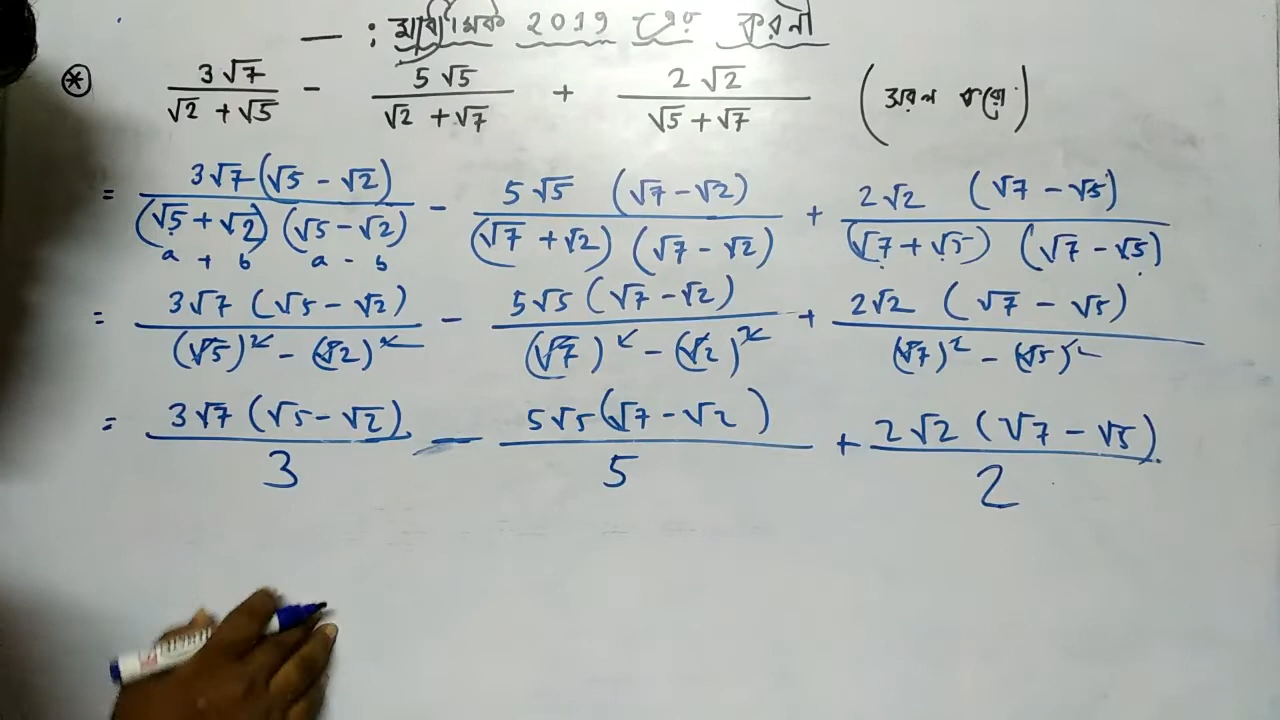 — : মাধ্যমিক 2019 এর করনী
* 3√7/(√2 + √5) - 5√5/(√2 + √7) + 2√2/(√5 + √7) (সরল করো)
= 3√7(√5 - √2)/(√5 + √2)(√5 - √2) - 5√5 (√7 - √2)/(√7 + √2)(√7 - √2) + 2√2 (√7 - √5)/(√7 + √5)(√7 - √5)
a + b a - b
= 3√7 (√5 - √2)/(√5)² - (√2)² - 5√5 (√7 - √2)/(√7)² - (√2)² + 2√2 (√7 - √5)/(√7)² - (√5)²
= 3√7 (√5 - √2)/3 - 5√5 (√7 - √2)/5 + 2√2 (√7 - √5)/2